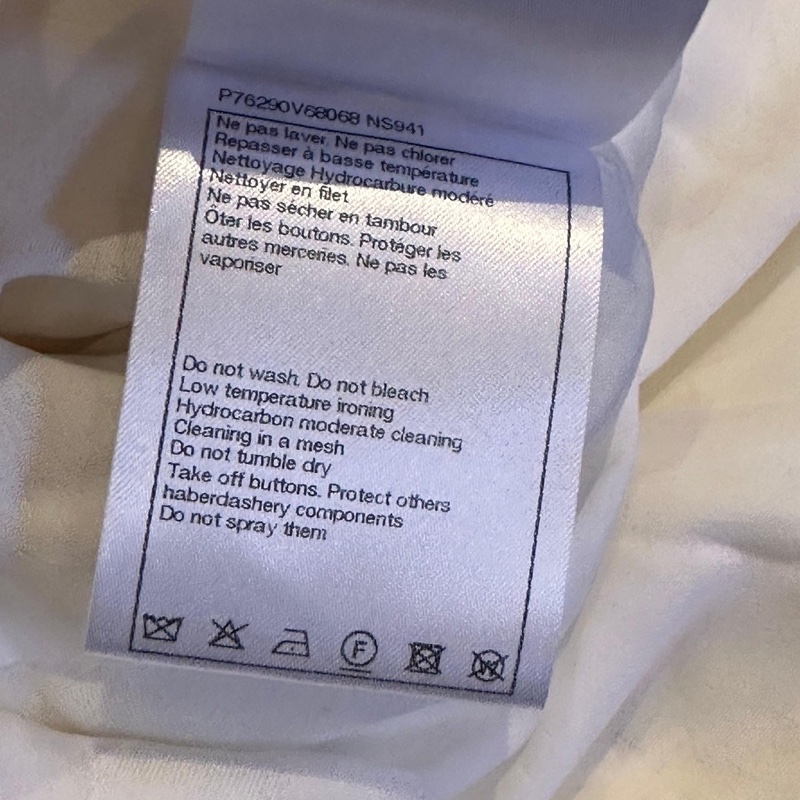 P76290V68068 NS941
Ne pas laver. Ne pas chlorer
Repasser à basse température
Nettoyage Hydrocarbure modéré
Nettoyer en filet
Ne pas sécher en tambour
Ôter les boutons. Protéger les
autres merceries. Ne pas les
vaporiser
Do not wash. Do not bleach
Low temperature ironing
Hydrocarbon moderate cleaning
Cleaning in a mesh
Do not tumble dry
Take off buttons. Protect others
haberdashery components
Do not spray them
F W